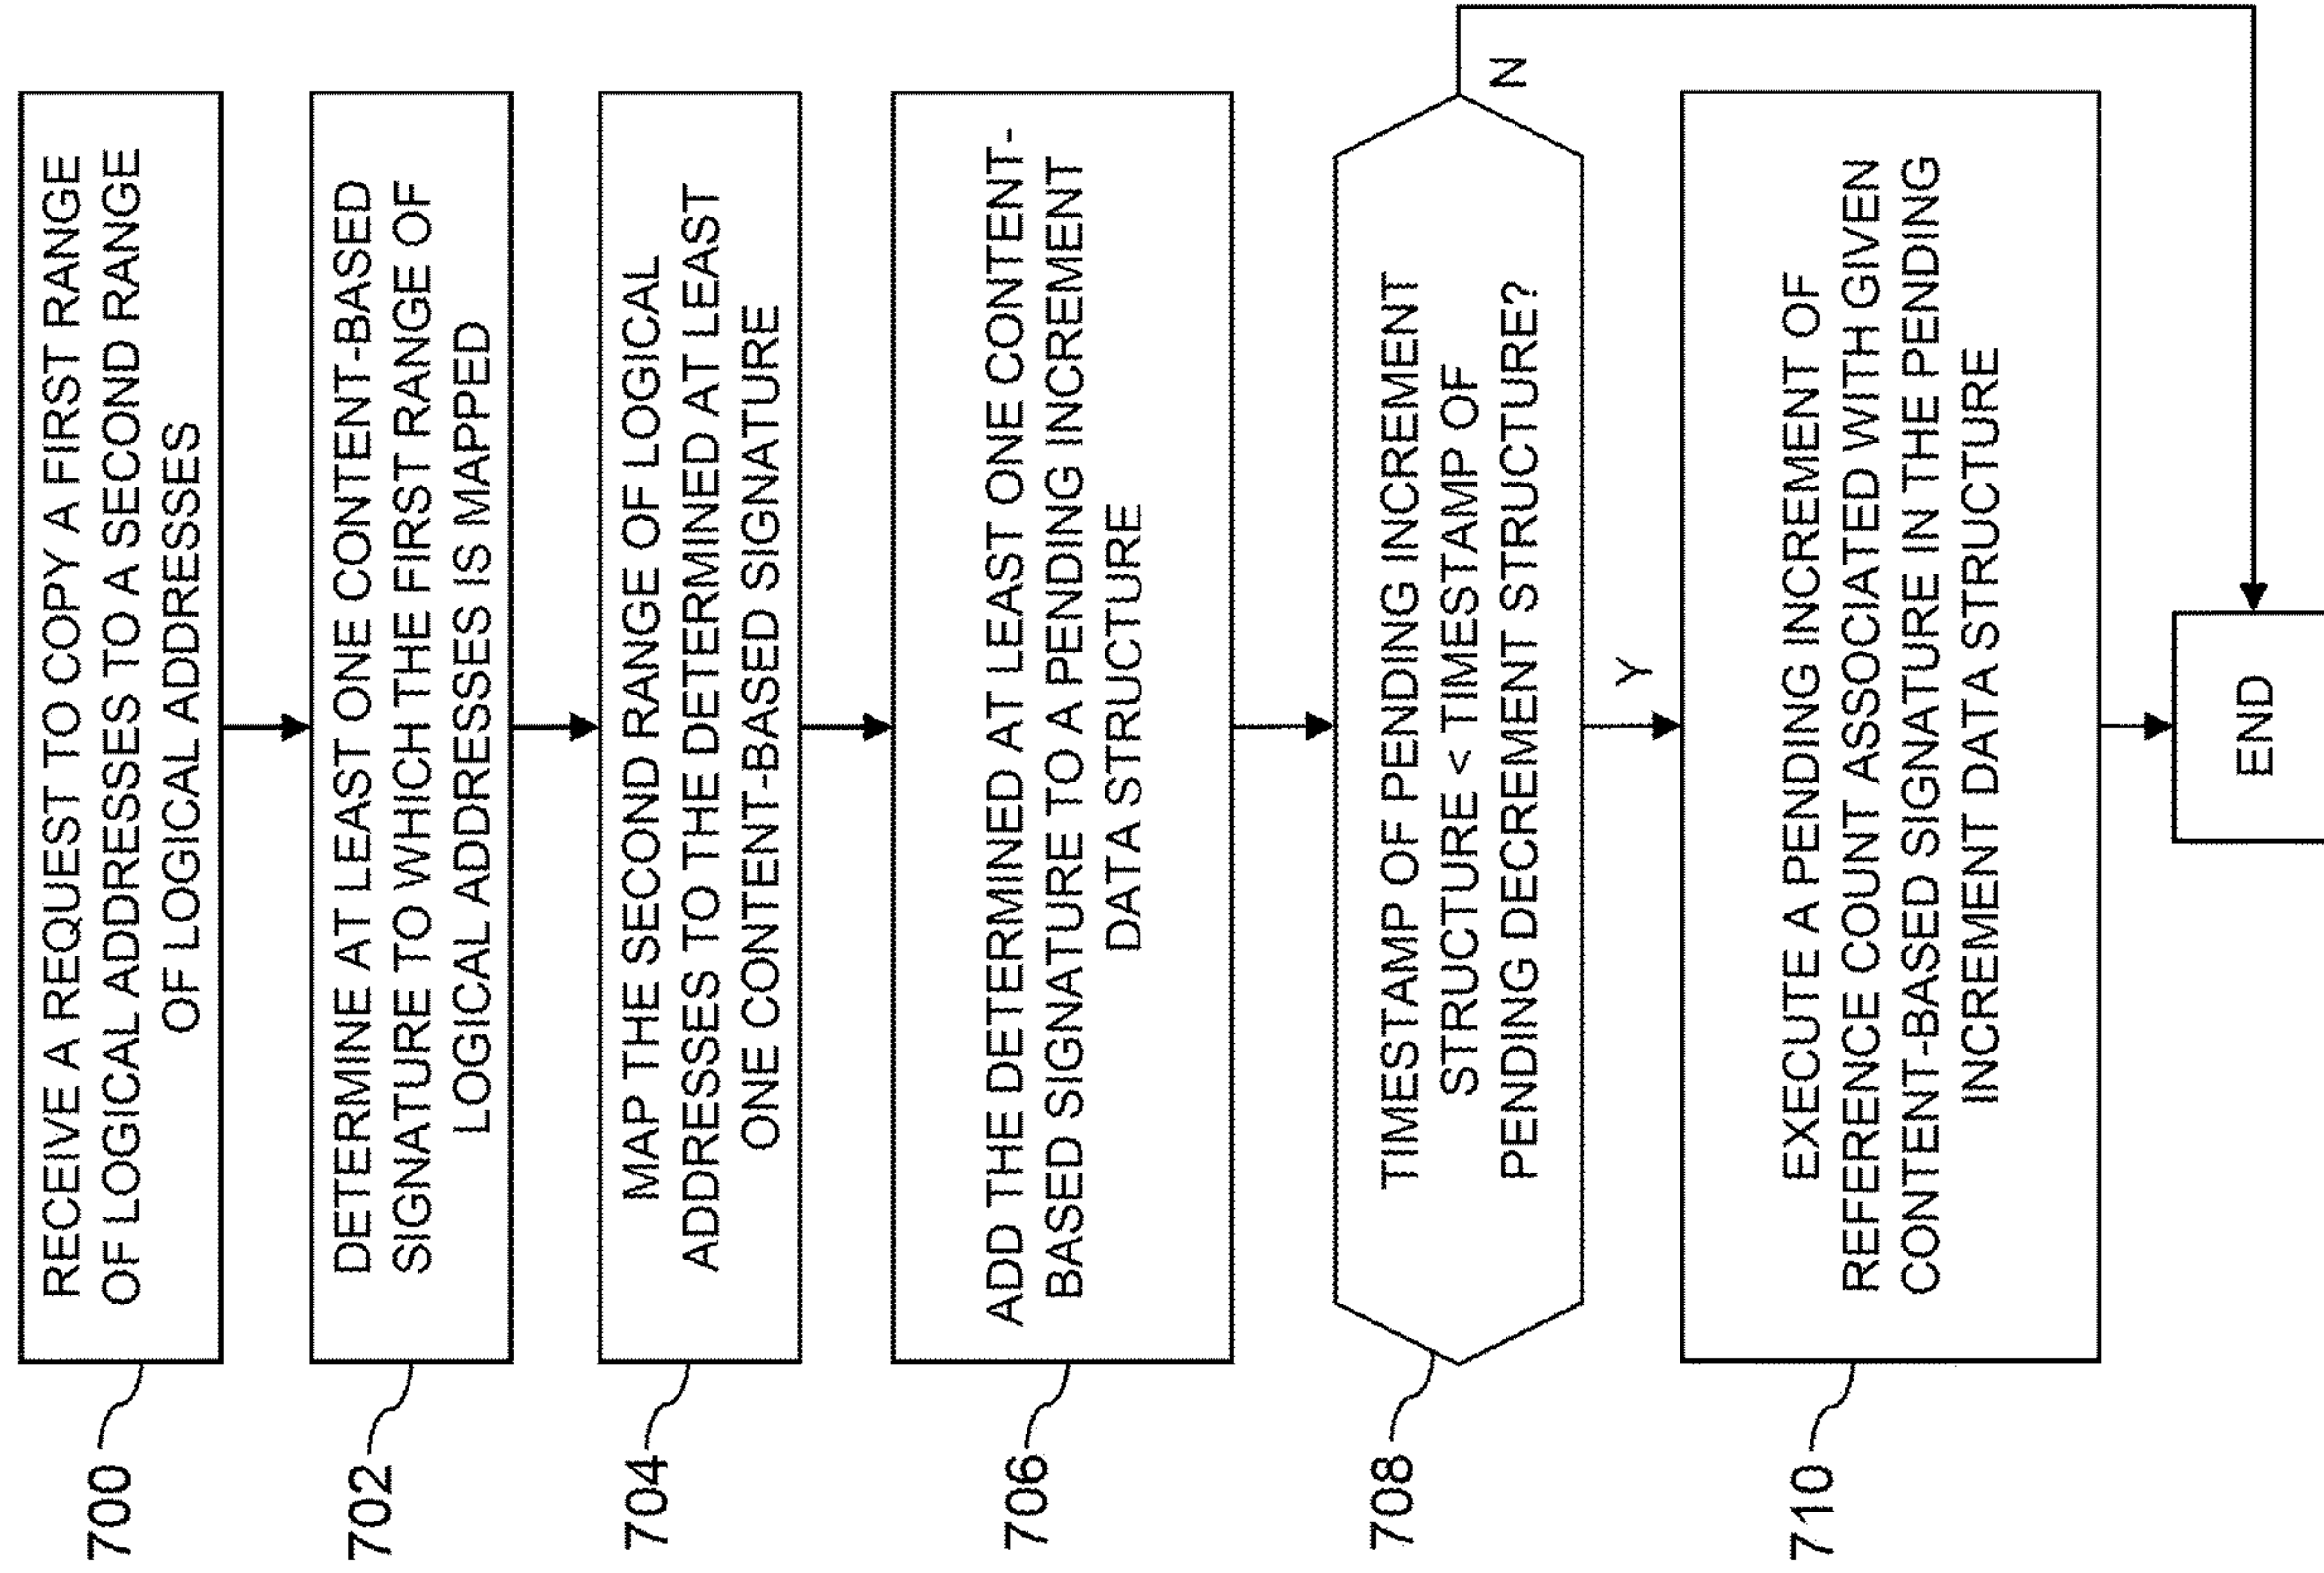 700
RECEIVE A REQUEST TO COPY A FIRST RANGE
OF LOGICAL ADDRESSES TO A SECOND RANGE
OF LOGICAL ADDRESSES
702
DETERMINE AT LEAST ONE CONTENT-BASED
SIGNATURE TO WHICH THE FIRST RANGE OF
LOGICAL ADDRESSES IS MAPPED
704
MAP THE SECOND RANGE OF LOGICAL
ADDRESSES TO THE DETERMINED AT LEAST
ONE CONTENT-BASED SIGNATURE
706
ADD THE DETERMINED AT LEAST ONE CONTENT-
BASED SIGNATURE TO A PENDING INCREMENT
DATA STRUCTURE
708
TIMESTAMP OF PENDING INCREMENT
STRUCTURE < TIMESTAMP OF
PENDING DECREMENT STRUCTURE?
N
Y
710
EXECUTE A PENDING INCREMENT OF
REFERENCE COUNT ASSOCIATED WITH GIVEN
CONTENT-BASED SIGNATURE IN THE PENDING
INCREMENT DATA STRUCTURE
END